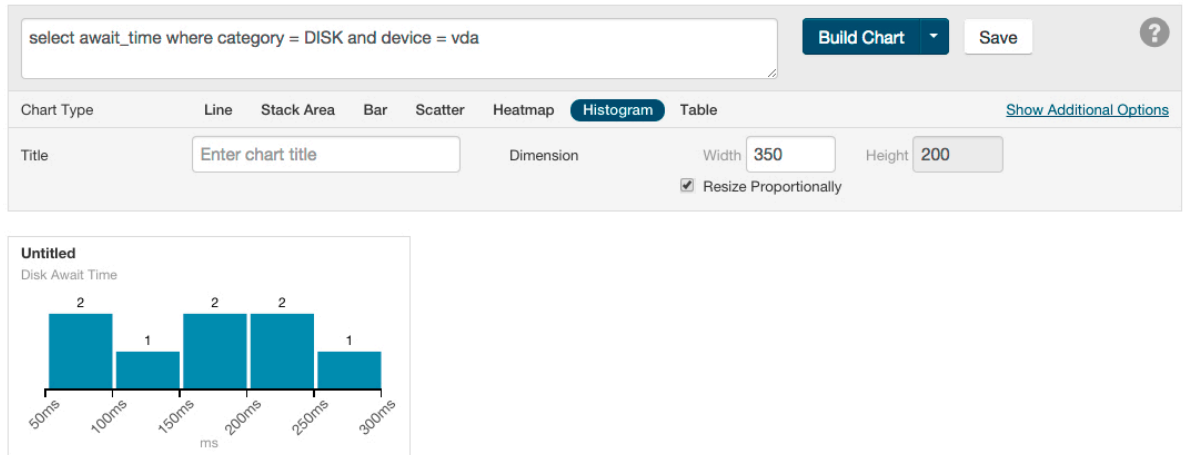 select await_time where category = DISK and device = vda
Build Chart
Save
?
Chart Type Line Stack Area Bar Scatter Heatmap Histogram Table Show Additional Options
Title Enter chart title Dimension Width 350 Height 200
Resize Proportionally
Untitled
Disk Await Time
2 1 2 2 1
50ms 100ms 150ms 200ms 250ms 300ms
ms